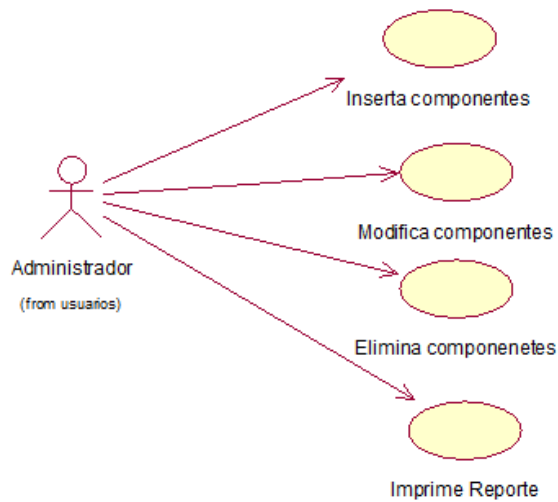 Inserta componentes
Modifica componentes
Administrador
(from usuarios)
Elimina componenetes
Imprime Reporte